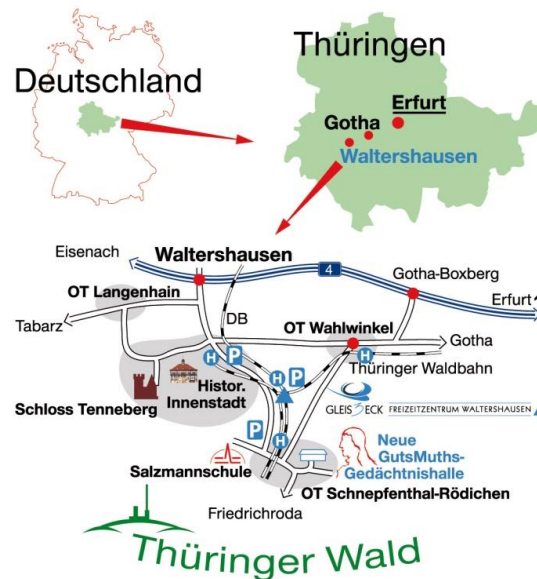 Deutschland
Thüringen
Erfurt
Gotha
Waltershausen
Eisenach
Waltershausen
4
Gotha-Boxberg
Erfurt
OT Langenhain
DB
OT Wahlwinkel
Tabarz
Gotha
H
P
H
Thüringer Waldbahn
Histor.
Innenstadt
H
P
Schloss Tenneberg
GLEIS3ECK
FREIZEITZENTRUM WALTERSHAUSEN
P
H
Neue
GutsMuths-
Gedächtnishalle
Salzmannschule
OT Schnepfenthal-Rödichen
Friedrichroda
Thüringer Wald